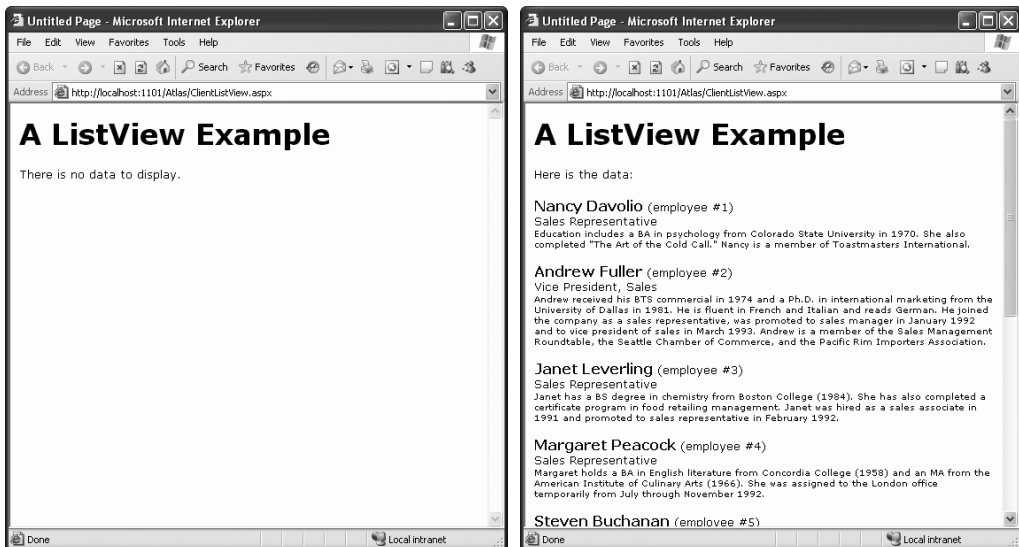 Untitled Page - Microsoft Internet Explorer
File Edit View Favorites Tools Help
Back Search Favorites
Address http://localhost:1101/Atlas/ClientListView.aspx
A ListView Example
There is no data to display.
Done Local intranet
Untitled Page - Microsoft Internet Explorer
File Edit View Favorites Tools Help
Back Search Favorites
Address http://localhost:1101/Atlas/ClientListView.aspx
A ListView Example
Here is the data:
Nancy Davolio (employee #1)
Sales Representative
Education includes a BA in psychology from Colorado State University in 1970. She also
completed "The Art of the Cold Call." Nancy is a member of Toastmasters International.
Andrew Fuller (employee #2)
Vice President, Sales
Andrew received his BTS commercial in 1974 and a Ph.D. in international marketing from the
University of Dallas in 1981. He is fluent in French and Italian and reads German. He joined
the company as a sales representative, was promoted to sales manager in January 1992
and to vice president of sales in March 1993. Andrew is a member of the Sales Management
Roundtable, the Seattle Chamber of Commerce, and the Pacific Rim Importers Association.
Janet Leverling (employee #3)
Sales Representative
Janet has a BS degree in chemistry from Boston College (1984). She has also completed a
certificate program in food retailing management. Janet was hired as a sales associate in
1991 and promoted to sales representative in February 1992.
Margaret Peacock (employee #4)
Sales Representative
Margaret holds a BA in English literature from Concordia College (1958) and an MA from the
American Institute of Culinary Arts (1966). She was assigned to the London office
temporarily from July through November 1992.
Steven Buchanan (employee #5)
Done Local intranet